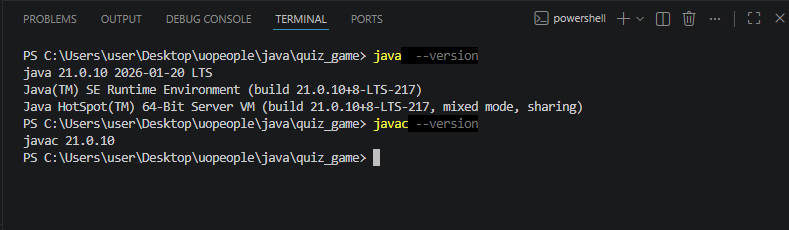 PROBLEMS OUTPUT DEBUG CONSOLE TERMINAL PORTS powershell
PS C:\Users\user\Desktop\uopeople\java\quiz_game> java --version
java 21.0.10 2026-01-20 LTS
Java(TM) SE Runtime Environment (build 21.0.10+8-LTS-217)
Java HotSpot(TM) 64-Bit Server VM (build 21.0.10+8-LTS-217, mixed mode, sharing)
PS C:\Users\user\Desktop\uopeople\java\quiz_game> javac --version
javac 21.0.10
PS C:\Users\user\Desktop\uopeople\java\quiz_game>